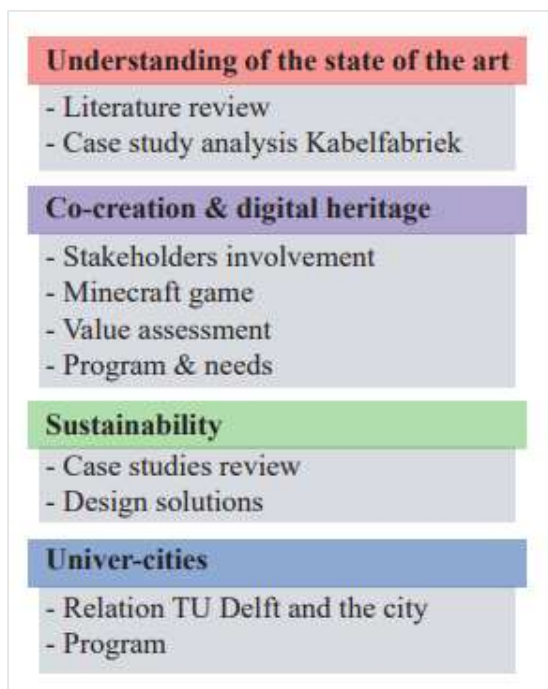 Understanding of the state of the art
- Literature review
- Case study analysis Kabelfabriek
Co-creation & digital heritage
- Stakeholders involvement
- Minecraft game
- Value assessment
- Program & needs
Sustainability
- Case studies review
- Design solutions
Univer-cities
- Relation TU Delft and the city
- Program